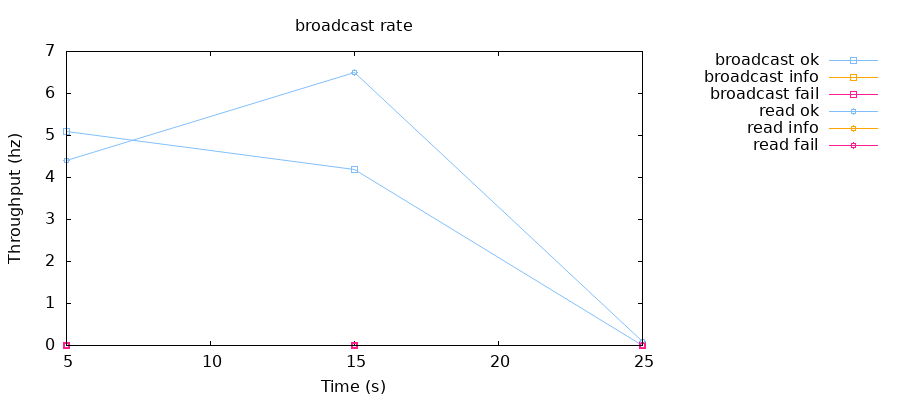 broadcast rate
7
6
5
4
3
2
1
0
5
10
15
20
25
Throughput (hz)
Time (s)
broadcast ok
broadcast info
broadcast fail
read ok
read info
read fail